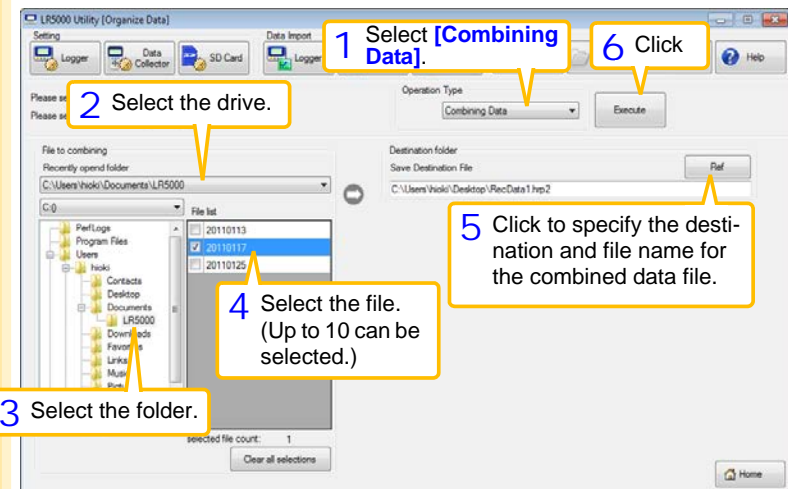 LR5000 Utility [Organize Data]
Setting
Data Import
Logger
Data
Collector
SD Card
Logger
Help
1 Select [Combining
Data].
6 Click
Please se
Please se
2 Select the drive.
Operation Type
Combining Data
Execute
File to combining
Recently opend folder
C:\Users\hioki\Documents\LR5000
Destination folder
Save Destination File
Ref
C:\Users\hioki\Desktop\RecData1.hrp2
C:()
File list
PerfLogs
Program Files
Users
hioki
Contacts
Desktop
Documents
LR5000
Downloads
Favorites
Links
20110113
20110117
20110125
5 Click to specify the desti-
nation and file name for
the combined data file.
4 Select the file.
(Up to 10 can be
selected.)
3 Select the folder.
selected file count: 1
Clear all selections
Home